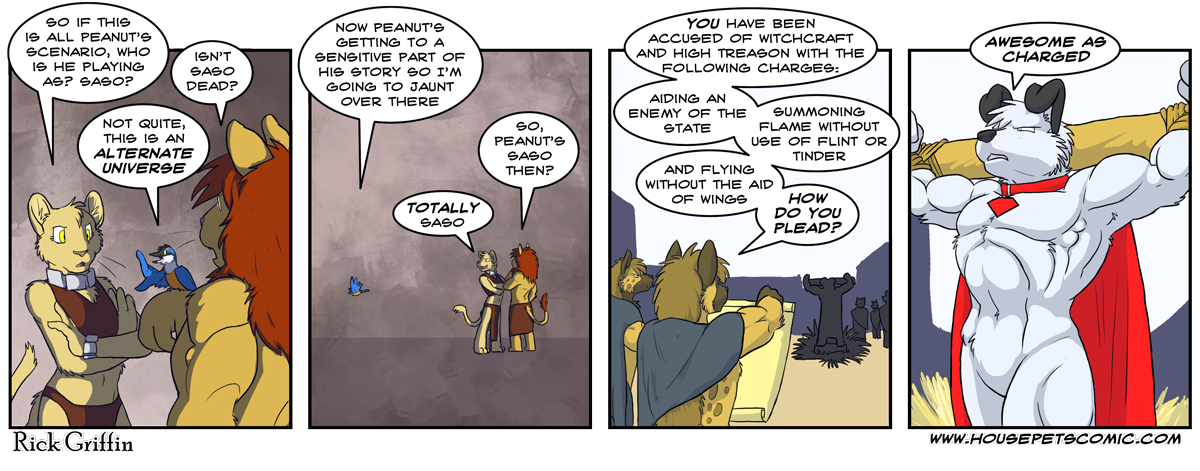 SO IF THIS
IS ALL PEANUT'S
SCENARIO, WHO
IS HE PLAYING
AS? SASO?
ISN'T
SASO
DEAD?
NOT QUITE,
THIS IS AN
ALTERNATE
UNIVERSE
NOW PEANUT'S
GETTING TO A
SENSITIVE PART OF
HIS STORY SO I'M
GOING TO JAUNT
OVER THERE
SO,
PEANUT'S
SASO
THEN?
TOTALLY
SASO
YOU HAVE BEEN
ACCUSED OF WITCHCRAFT
AND HIGH TREASON WITH THE
FOLLOWING CHARGES:
AIDING AN
ENEMY OF THE
STATE
SUMMONING
FLAME WITHOUT
USE OF FLINT OR
TINDER
AND FLYING
WITHOUT THE AID
OF WINGS
HOW
DO YOU
PLEAD?
AWESOME AS
CHARGED
Rick Griffin
WWW.HOUSEPETSCOMIC.COM